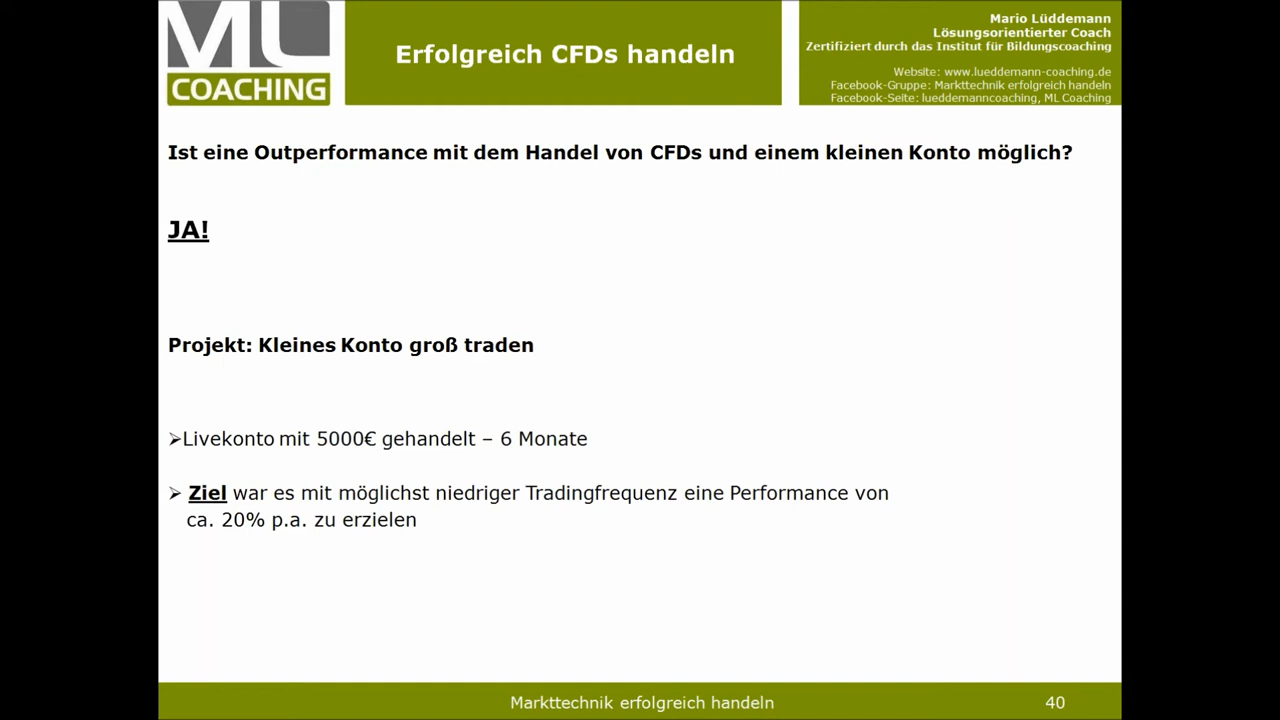 ML
COACHING
Erfolgreich CFDs handeln
Mario Lüddemann
Lösungsorientierter Coach
Zertifiziert durch das Institut für Bildungscoaching
Website: www.lueddemann-coaching.de
Facebook-Gruppe: Markttechnik erfolgreich handeln
Facebook-Seite: lueddemanncoaching, ML Coaching
Ist eine Outperformance mit dem Handel von CFDs und einem kleinen Konto möglich?
JA!
Projekt: Kleines Konto groß traden
➢Livekonto mit 5000€ gehandelt – 6 Monate
➢ Ziel war es mit möglichst niedriger Tradingfrequenz eine Performance von
ca. 20% p.a. zu erzielen
Markttechnik erfolgreich handeln
40